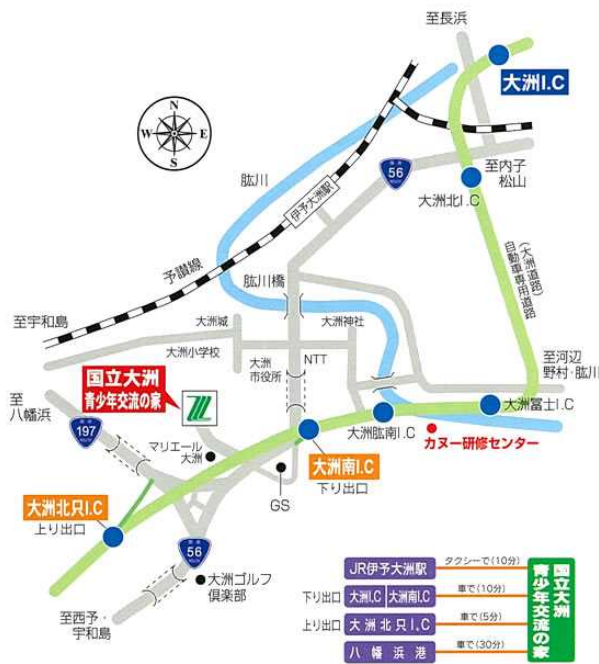 至長浜
大洲I.C
N
W
E
S
56
至内子
松山
大洲北I.C
肱川
伊予大洲駅
(大洲道路)
自動車専用道路
予讃線
肱川橋
至宇和島
大洲城
大洲神社
大洲小学校
大洲
市役所
NTT
至河辺
野村・肱川
国立大洲
青少年交流の家
至
八幡浜
197
大洲冨士I.C
大洲肱南I.C
カヌー研修センター
マリエール
大洲
大洲南I.C
下り出口
GS
大洲北只I.C
上り出口
56
大洲ゴルフ
倶楽部
至西予・
宇和島
JR伊予大洲駅
タクシーで(10分)
下り出口
大洲I.C
大洲南I.C
車で(10分)
上り出口
大洲北只I.C
車で(5分)
八幡浜港
車で(30分)
国立大洲
青少年交流の家